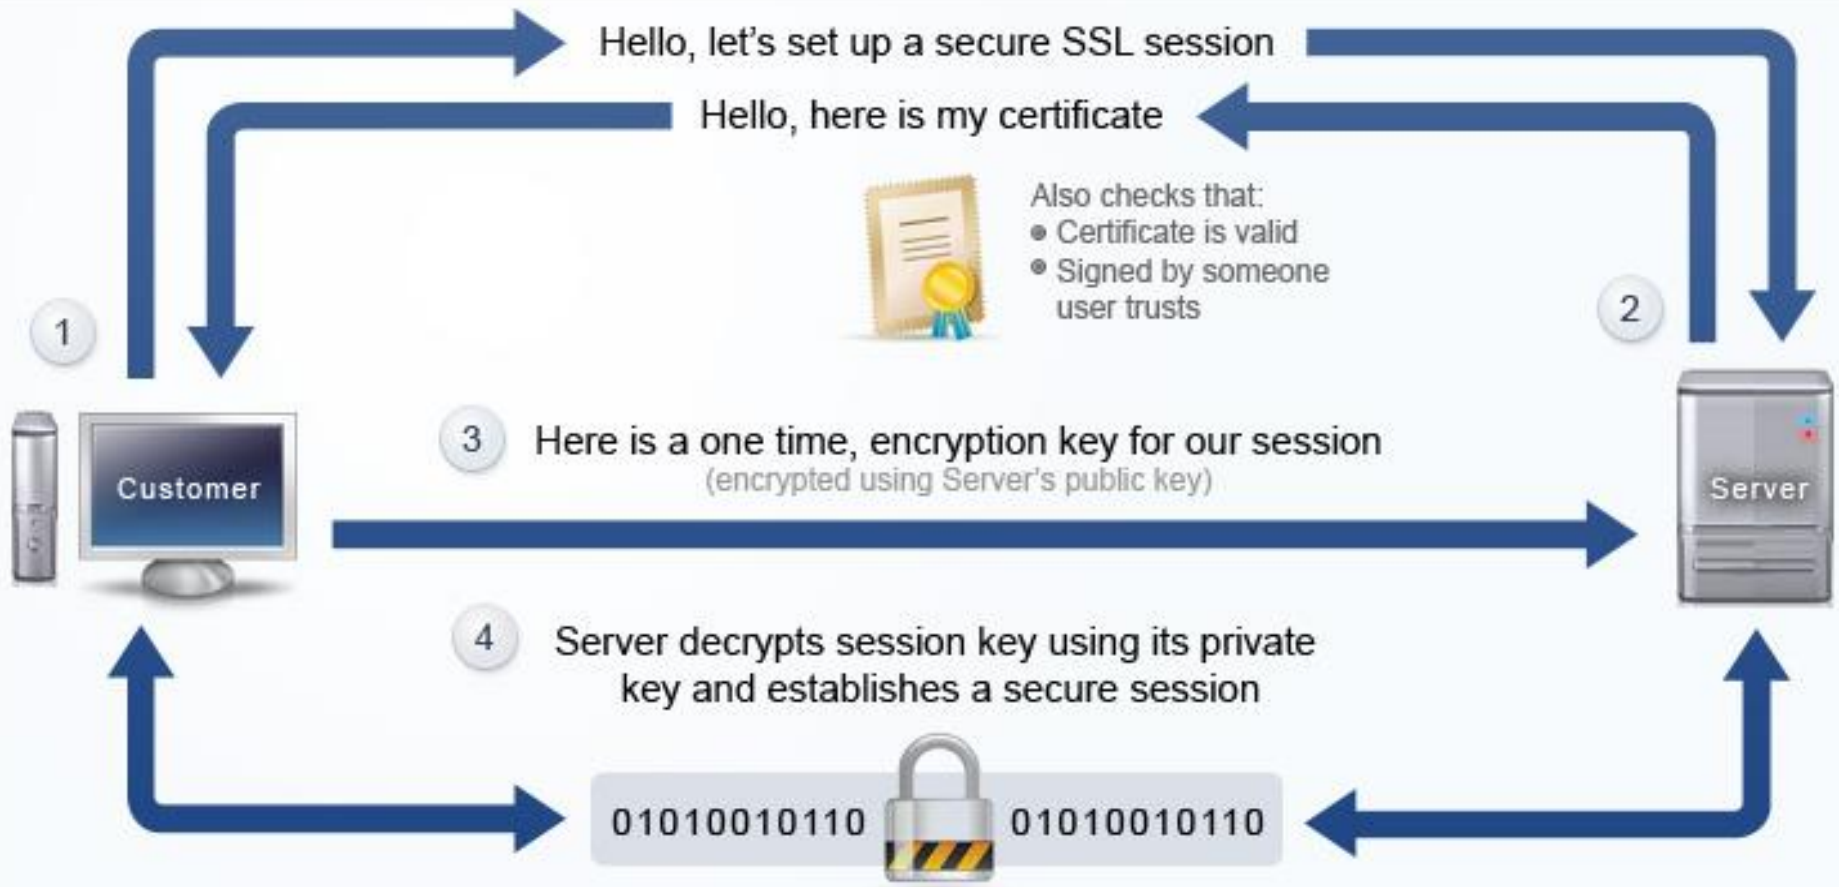 Hello, let's set up a secure SSL session
Hello, here is my certificate
Also checks that:
Certificate is valid
Signed by someone
user trusts
1
2
3
Here is a one time, encryption key for our session
(encrypted using Server's public key)
Customer
Server
4
Server decrypts session key using its private
key and establishes a secure session
01010010110
01010010110